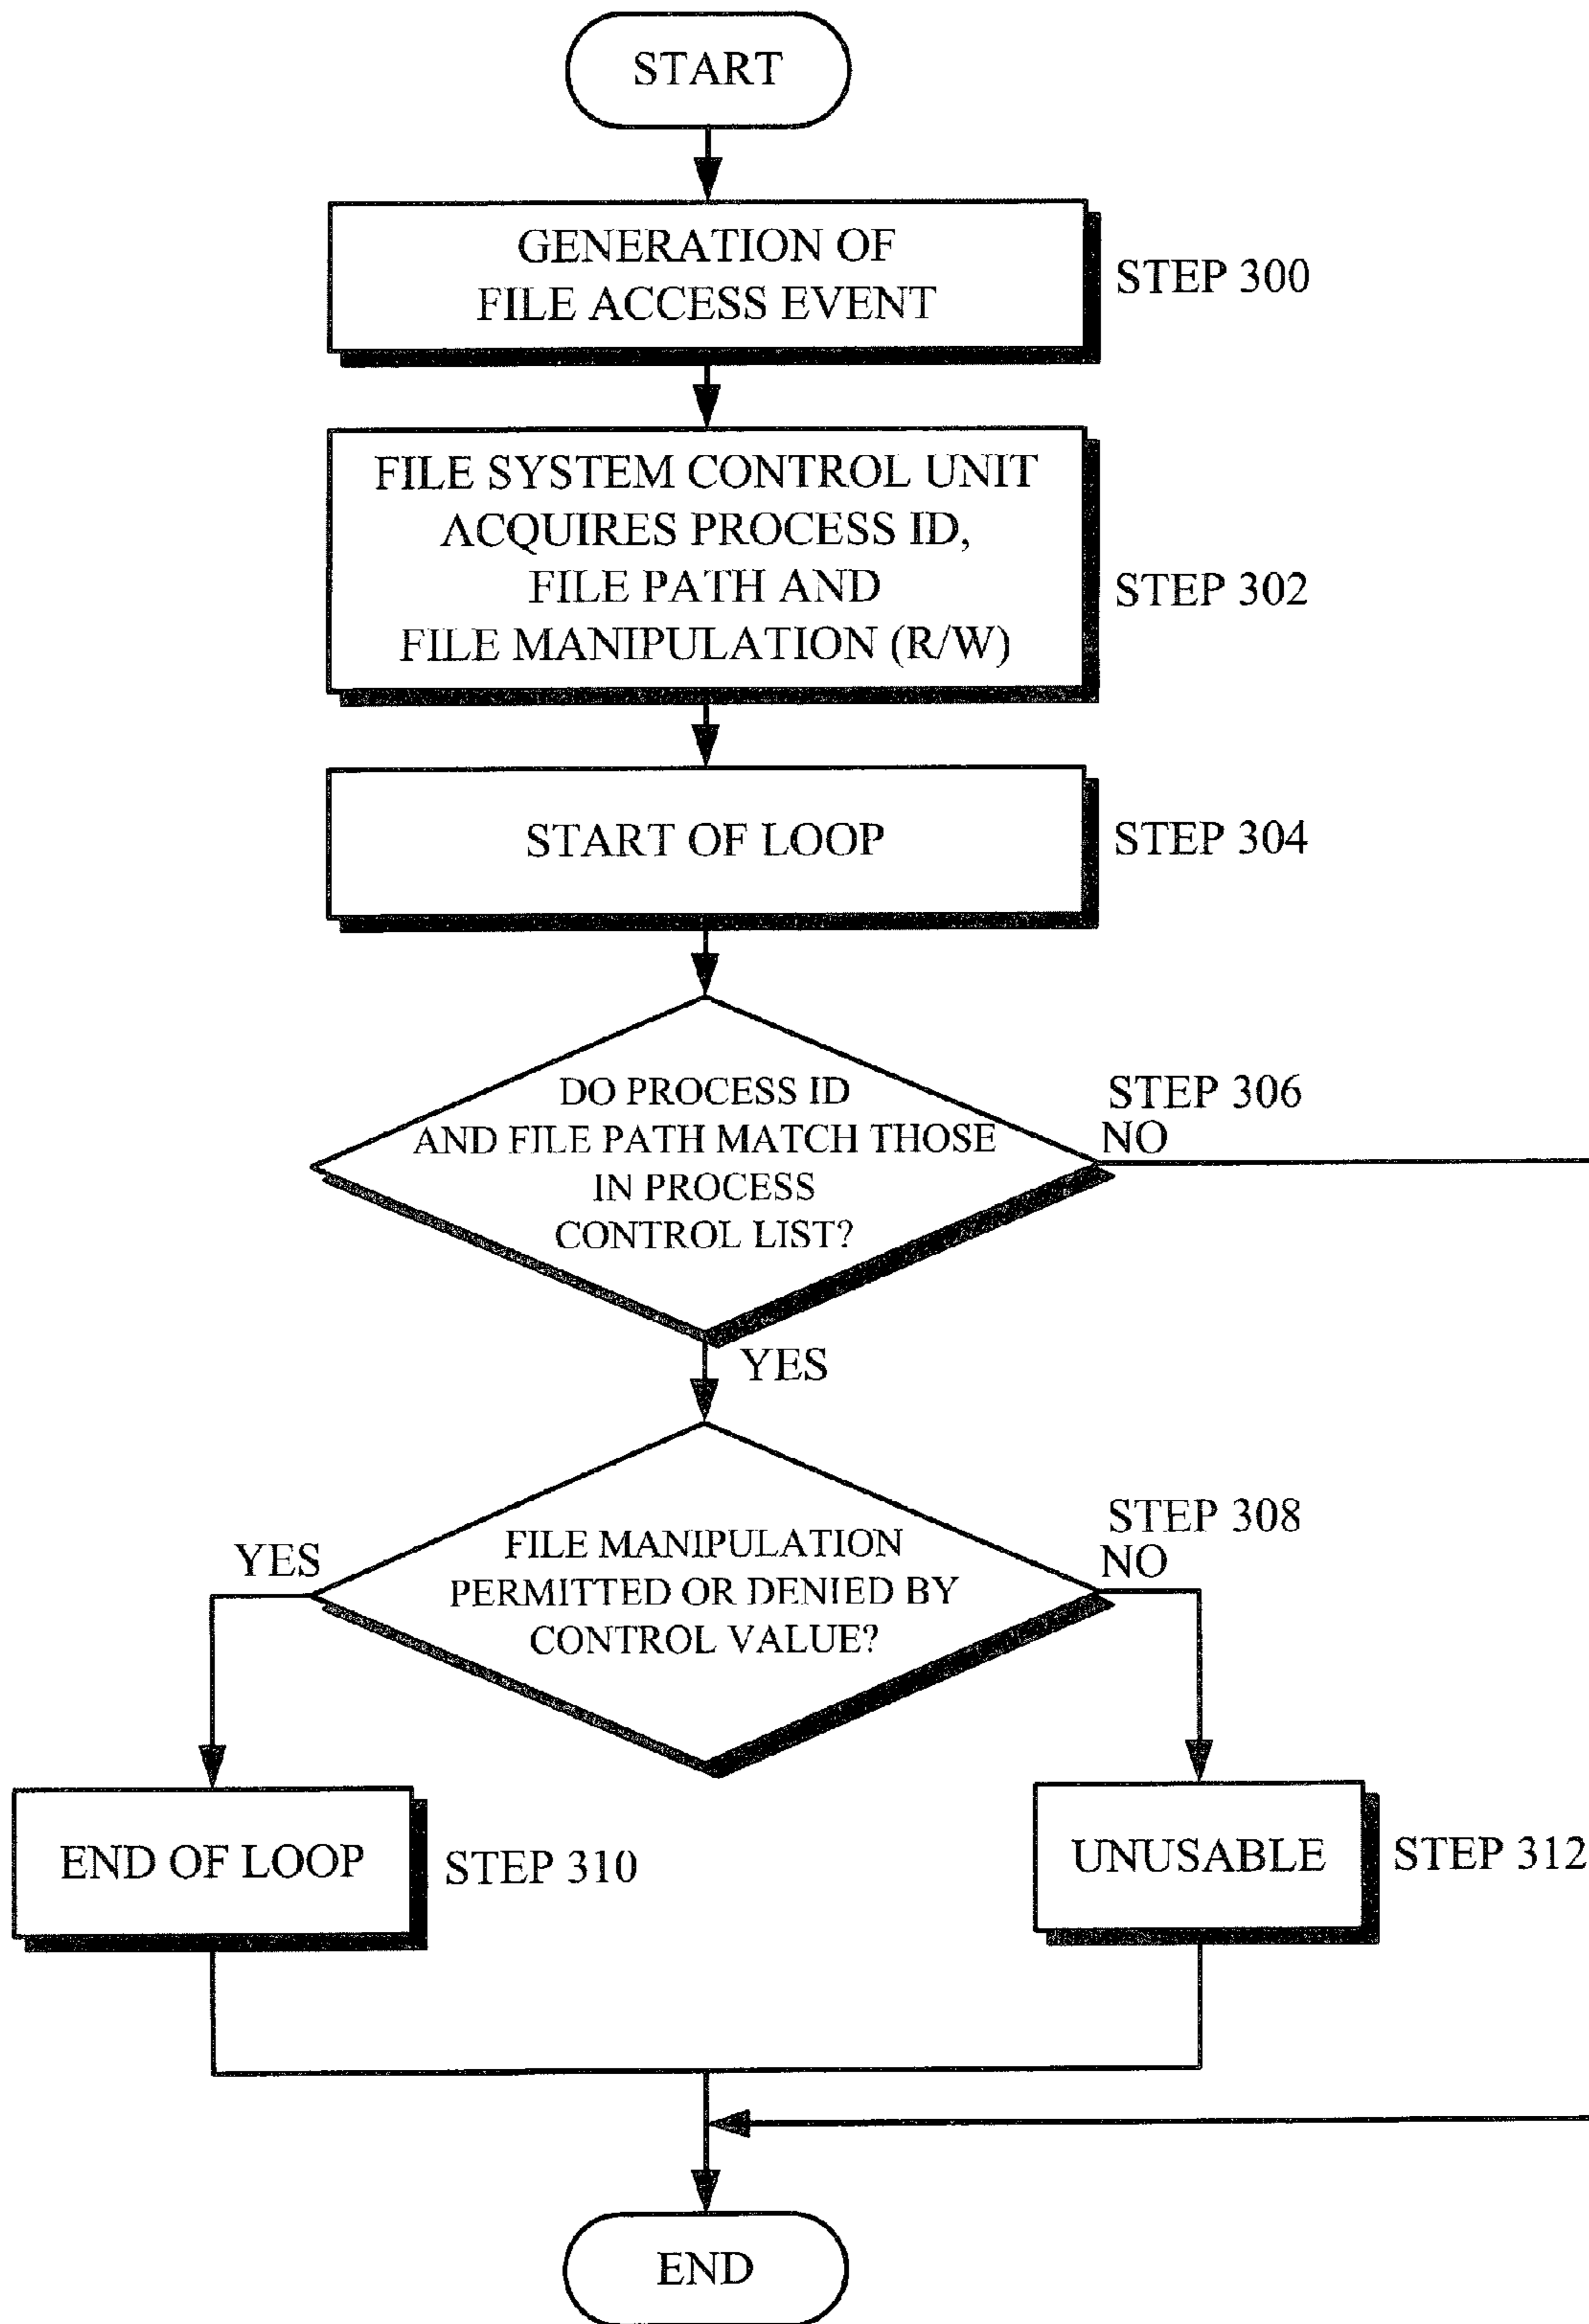 START
GENERATION OF
FILE ACCESS EVENT
STEP 300
FILE SYSTEM CONTROL UNIT
ACQUIRES PROCESS ID,
FILE PATH AND
FILE MANIPULATION (R/W)
STEP 302
START OF LOOP
STEP 304
DO PROCESS ID
AND FILE PATH MATCH THOSE
IN PROCESS
CONTROL LIST?
STEP 306
NO
YES
FILE MANIPULATION
PERMITTED OR DENIED BY
CONTROL VALUE?
YES
STEP 308
NO
END OF LOOP
STEP 310
UNUSABLE
STEP 312
END